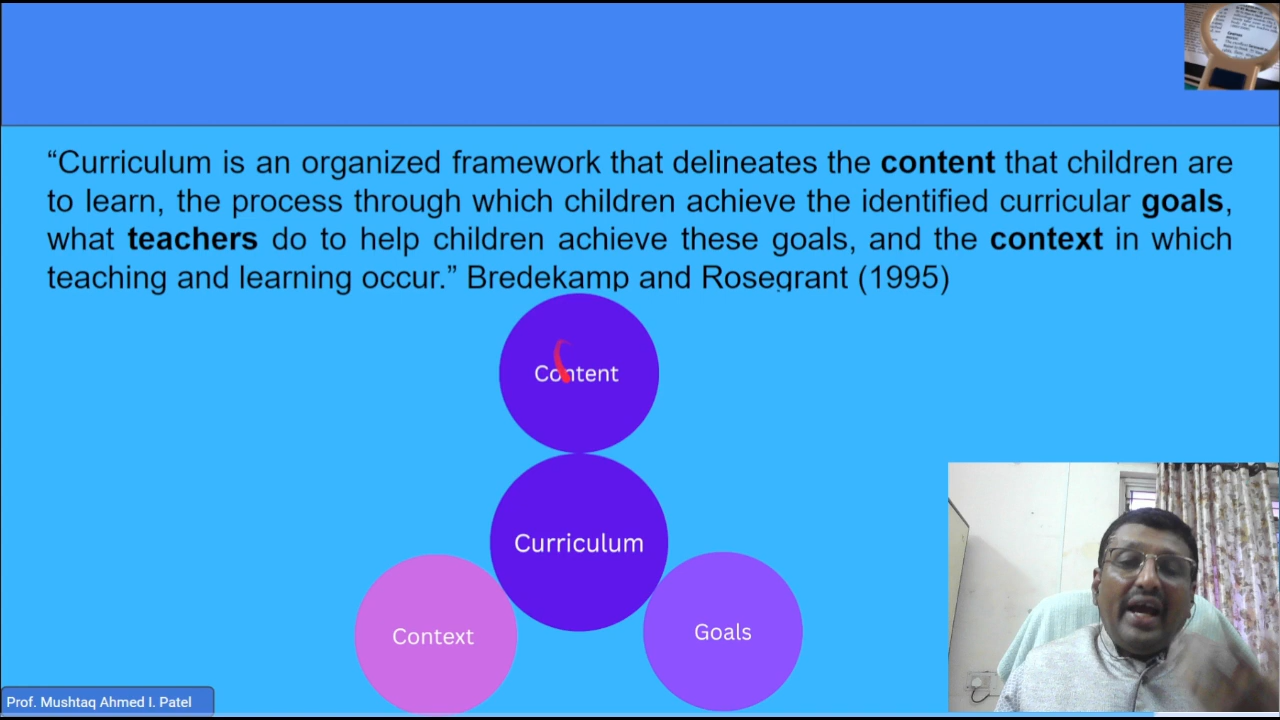 “Curriculum is an organized framework that delineates the content that children are
to learn, the process through which children achieve the identified curricular goals,
what teachers do to help children achieve these goals, and the context in which
teaching and learning occur.” Bredekamp and Rosegrant (1995)
Content
Curriculum
Context
Goals
Prof. Mushtaq Ahmed I. Patel